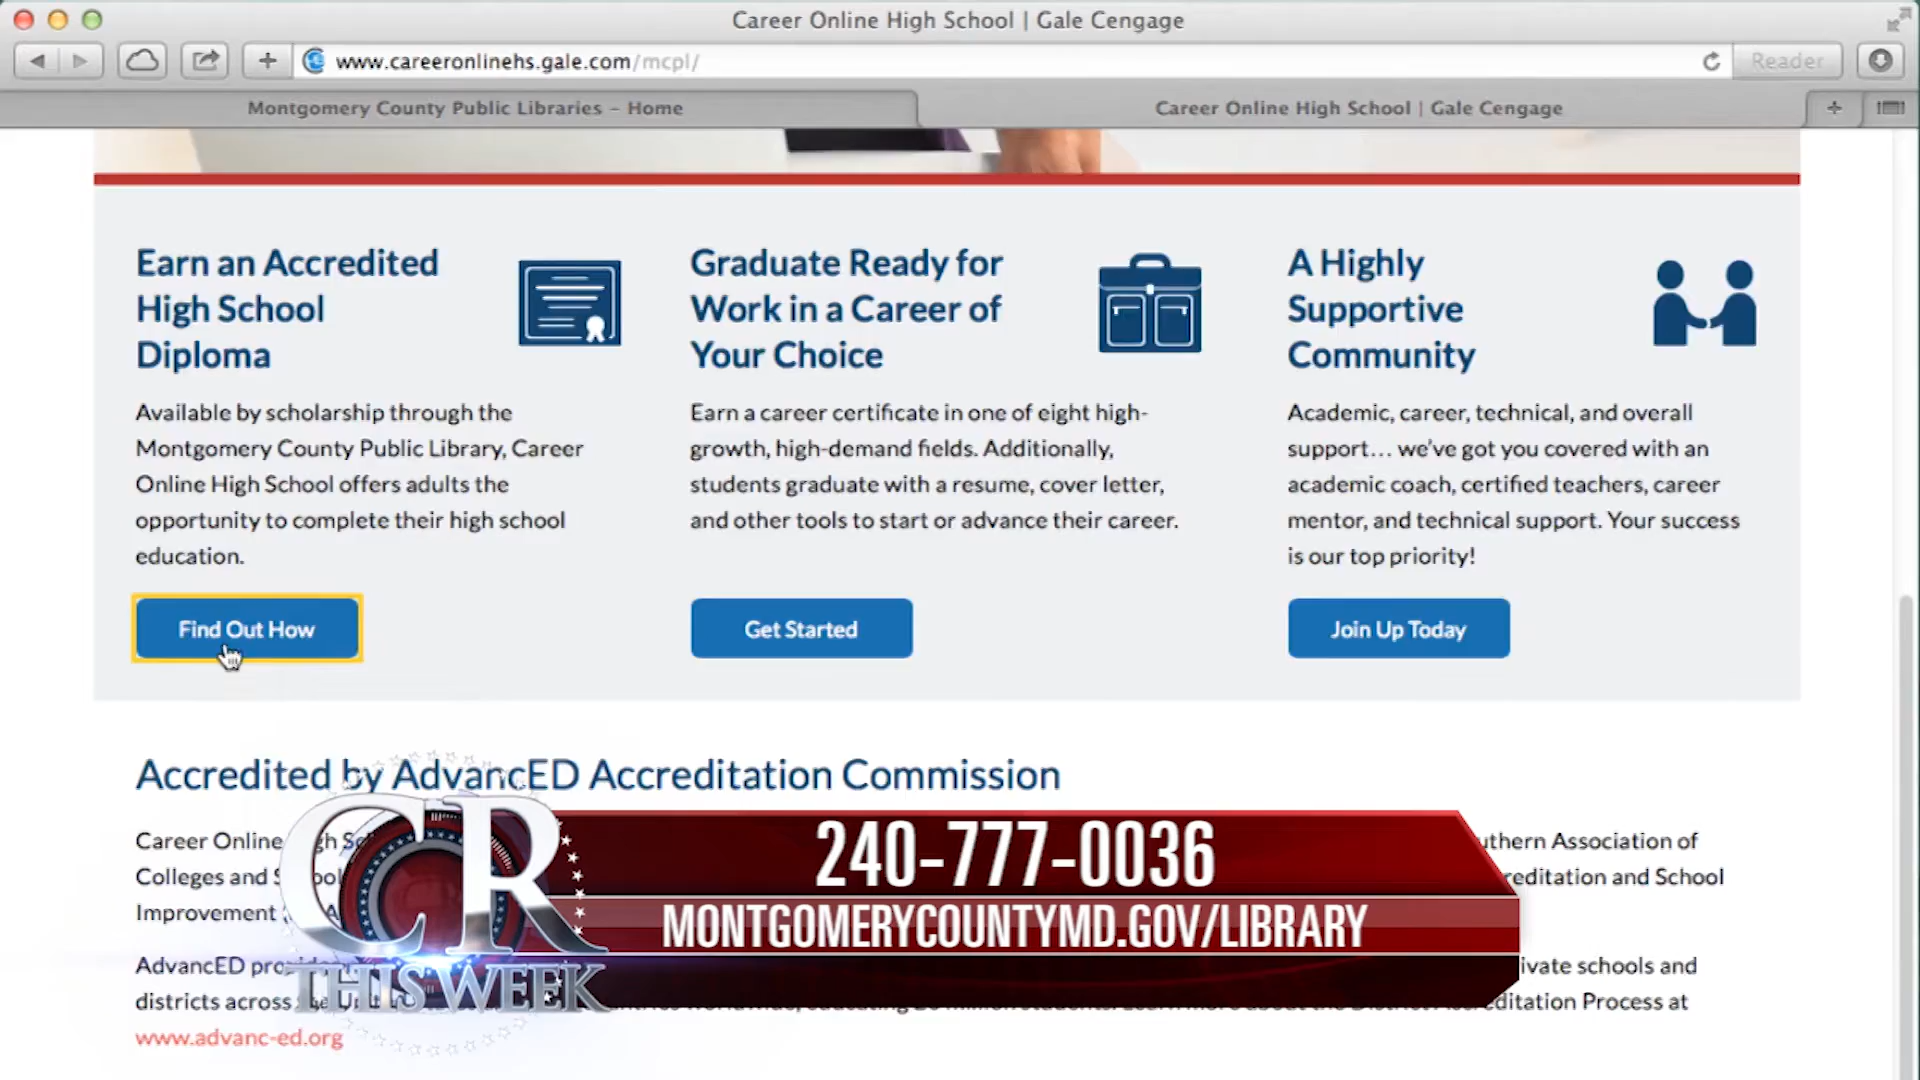 Career Online High School | Gale Cengage
www.careeronlinehs.gale.com/mcpl/
Reader
Montgomery County Public Libraries – Home
Career Online High School | Gale Cengage
Earn an Accredited
High School
Diploma
Available by scholarship through the
Montgomery County Public Library, Career
Online High School offers adults the
opportunity to complete their high school
education.
Find Out How
Graduate Ready for
Work in a Career of
Your Choice
Earn a career certificate in one of eight high-
growth, high-demand fields. Additionally,
students graduate with a resume, cover letter,
and other tools to start or advance their career.
Get Started
A Highly
Supportive
Community
Academic, career, technical, and overall
support… we've got you covered with an
academic coach, certified teachers, career
mentor, and technical support. Your success
is our top priority!
Join Up Today
Accredited by AdvancED Accreditation Commission
Career Online Association of
Colleges and and School
Improvement
AdvancED schools and
districts across Process at
www.advanc-ed.org
CR
THIS WEEK
240-777-0036
MONTGOMERYCOUNTYMD.GOV/LIBRARY